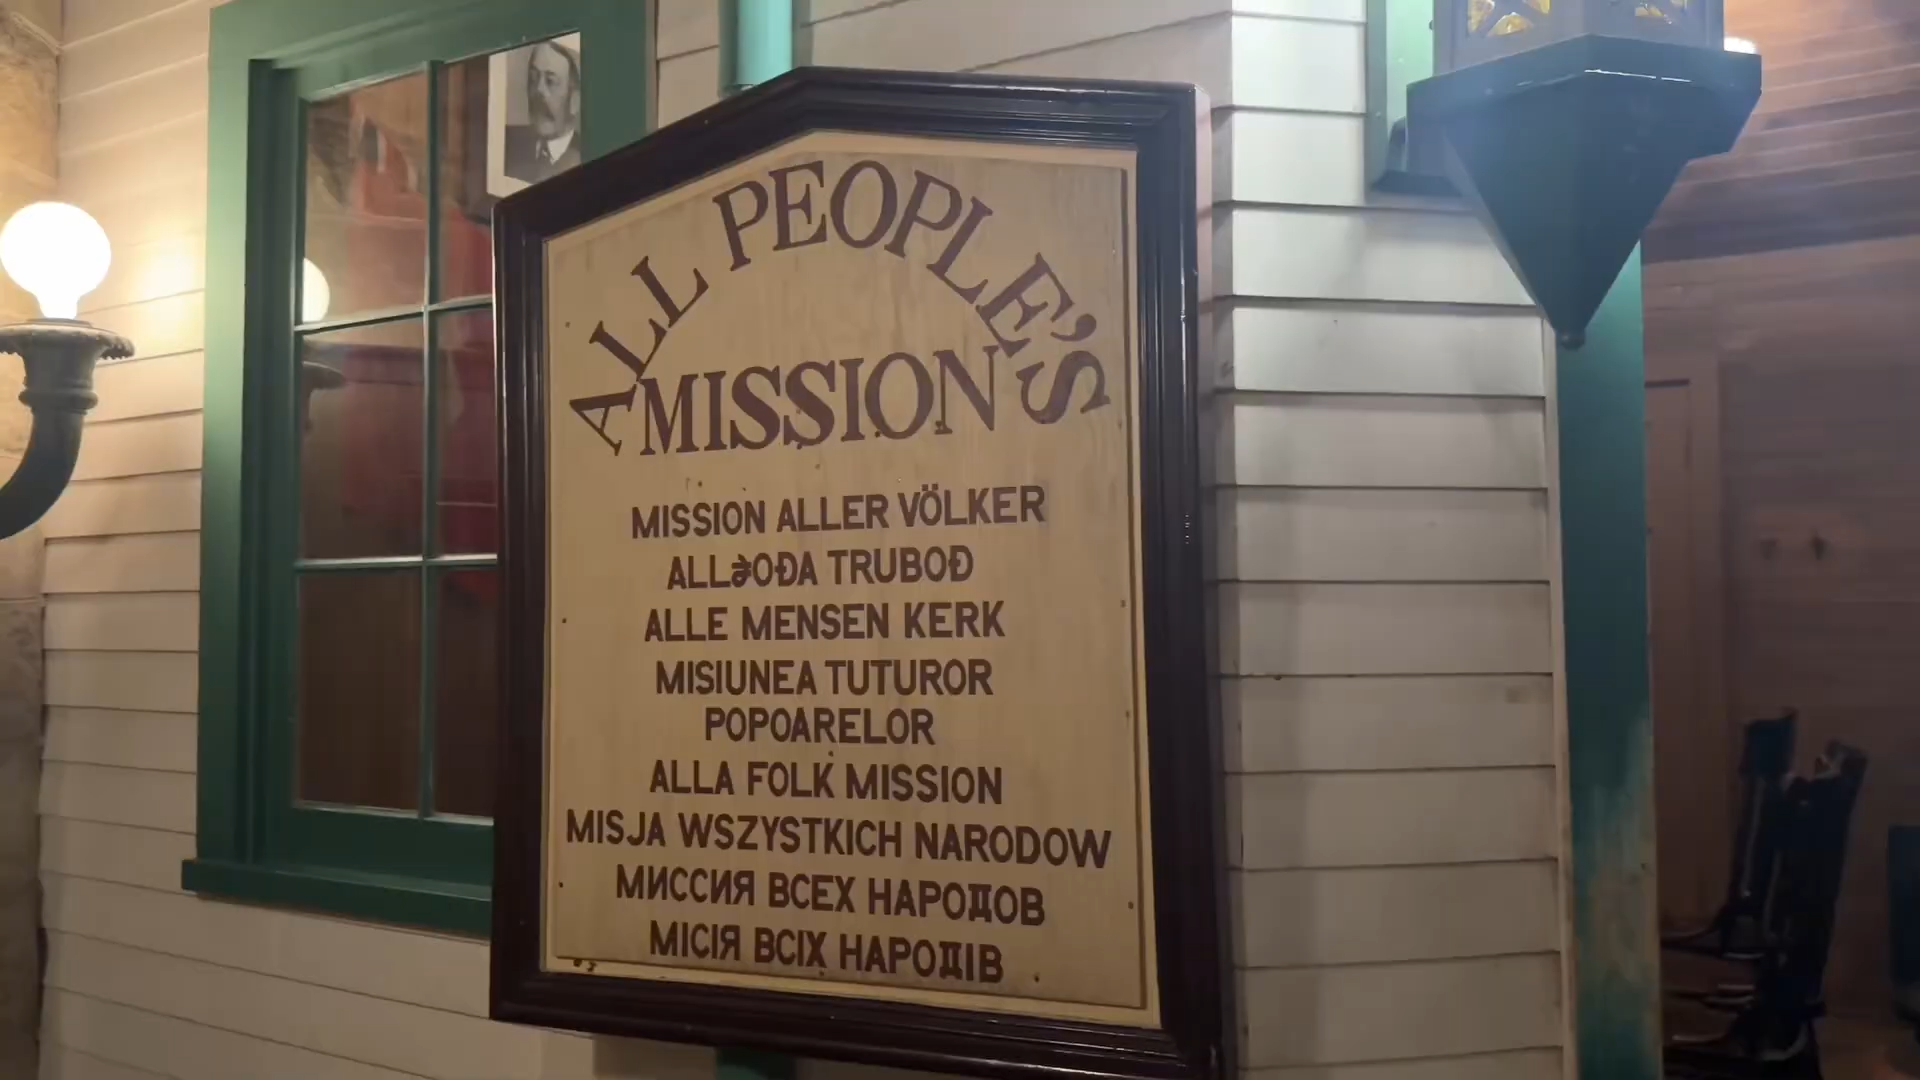 ALL PEOPLE'S
MISSION
MISSION ALLER VÖLKER
ALLÞOÐA TRUBOÐ
ALLE MENSEN KERK
MISIUNEA TUTUROR
POPOARELOR
ALLA FOLK MISSION
MISJA WSZYSTKICH NARODOW
МИССИЯ ВСЕХ НАРОДОВ
МІСІЯ ВСІХ НАРОДІВ